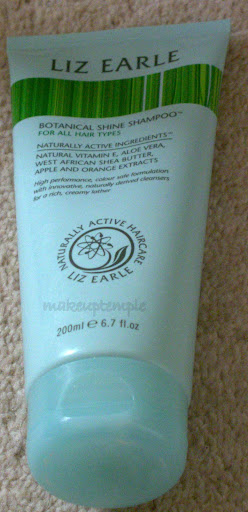 LIZ EARLE
BOTANICAL SHINE SHAMPOO™
FOR ALL HAIR TYPES
NATURALLY ACTIVE INGREDIENTS™
NATURAL VITAMIN E, ALOE VERA,
WEST AFRICAN SHEA BUTTER,
APPLE AND ORANGE EXTRACTS
High performance, colour safe formulation
with innovative, naturally derived cleansers
for a rich, creamy lather
NATURALLY ACTIVE HAIRCARE
LIZ EARLE
makeuptemple
200ml e 6.7 fl.oz